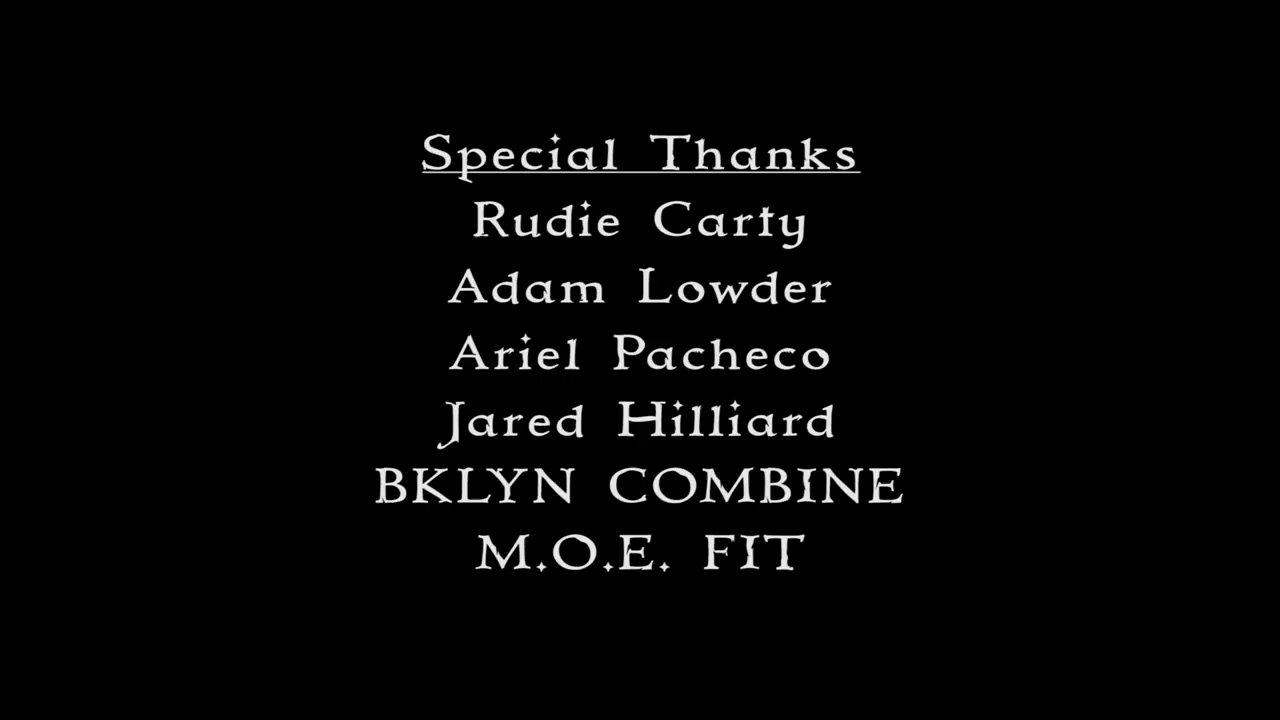 Special Thanks
Rudie Carty
Adam Lowder
Ariel Pacheco
Jared Hilliard
BKLYN COMBINE
M.O.E. FIT